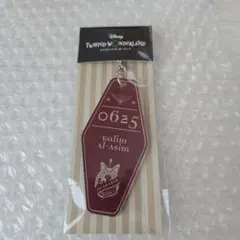 Disney
TWISTED-WONDERLAND
0625
Kalim
Al-Asim